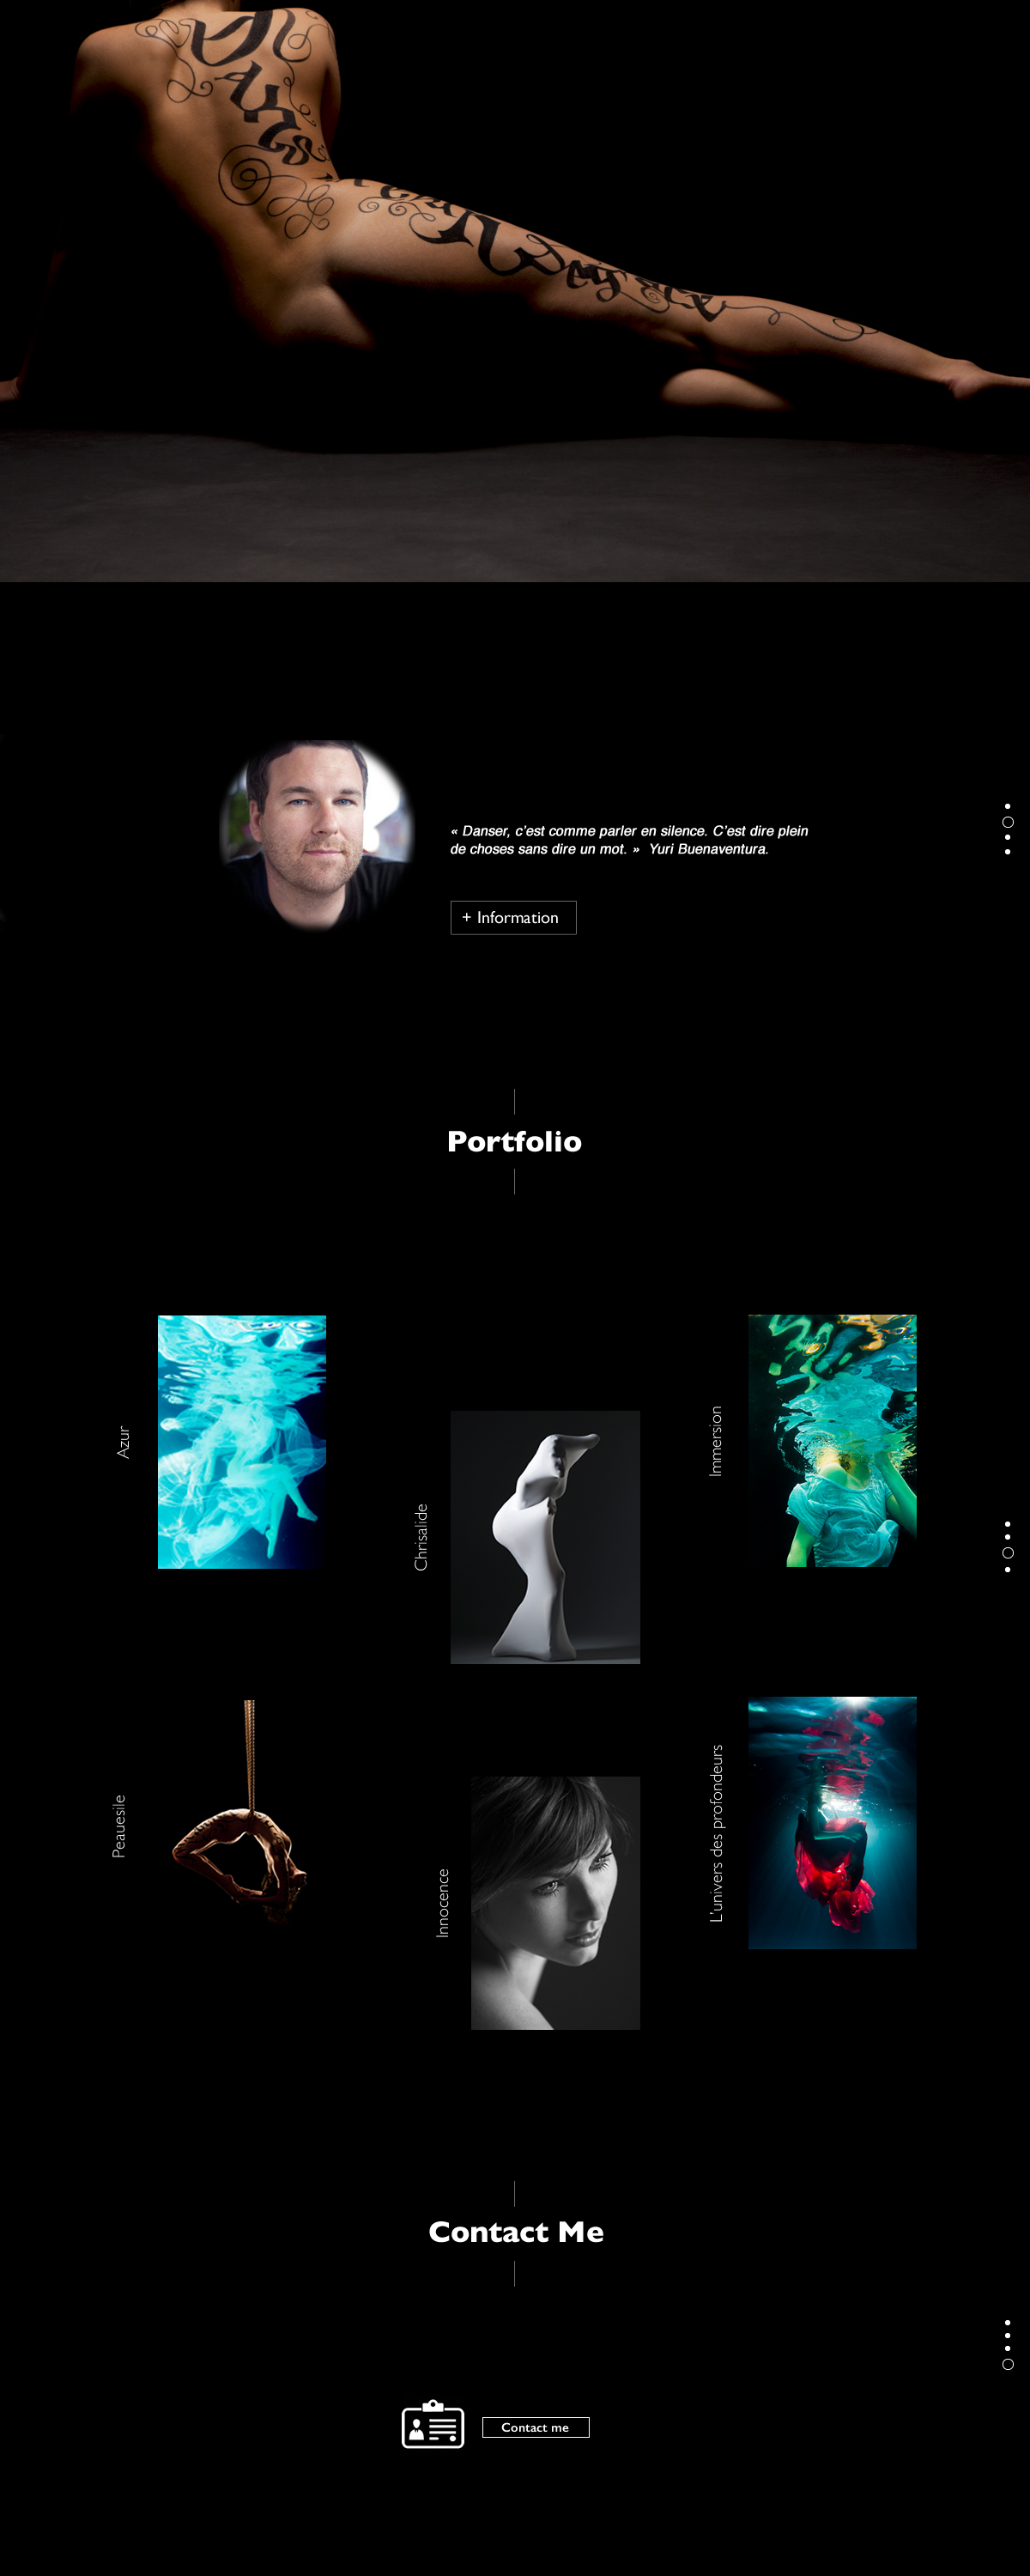 « Danser, c’est comme parler en silence. C’est dire plein
de choses sans dire un mot. »  Yuri Buenaventura.
+ Information
Portfolio
Azur
Chrisalide
Immersion
Peauesile
Innocence
L’univers des profondeurs
Contact Me
Contact me